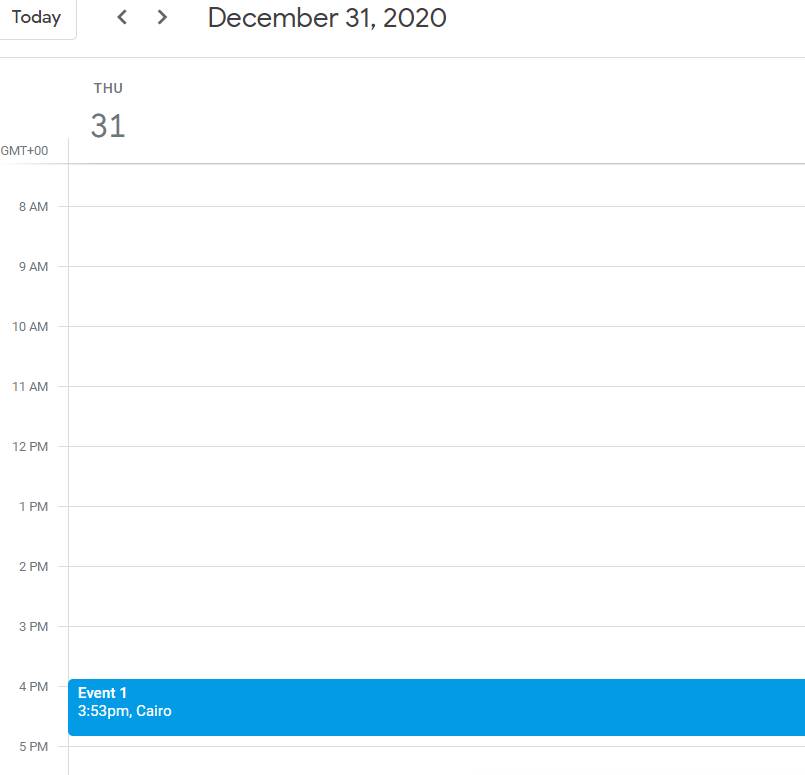 Today
December 31, 2020
THU
31
GMT+00
8 AM
9 AM
10 AM
11 AM
12 PM
1 PM
2 PM
3 PM
4 PM
Event 1
3:53pm, Cairo
5 PM